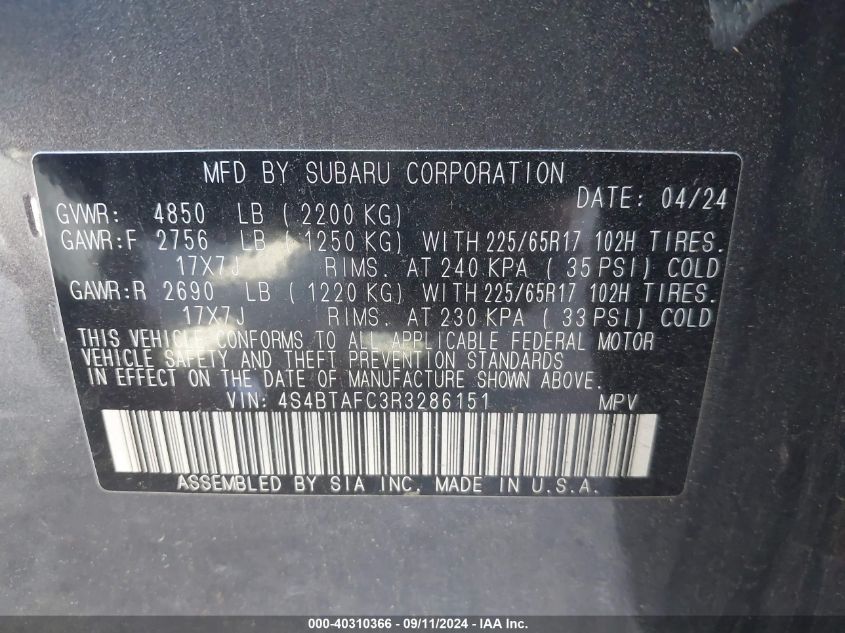 MFD BY SUBARU CORPORATION
DATE: 04/24
GVWR: 4850 LB ( 2200 KG)
GAWR:F 2756 LB ( 1250 KG) WITH 225/65R17 102H TIRES.
17X7J RIMS. AT 240 KPA ( 35 PSI) COLD
GAWR:R 2690 LB ( 1220 KG) WITH 225/65R17 102H TIRES.
17X7J RIMS. AT 230 KPA ( 33 PSI) COLD
THIS VEHICLE CONFORMS TO ALL APPLICABLE FEDERAL MOTOR
VEHICLE SAFETY AND THEFT PREVENTION STANDARDS
IN EFFECT ON THE DATE OF MANUFACTURE SHOWN ABOVE.
VIN: 4S4BTAFC3R3286151 MPV
ASSEMBLED BY SIA INC. MADE IN U.S.A.
000-40310366 - 09/11/2024 - IAA Inc.